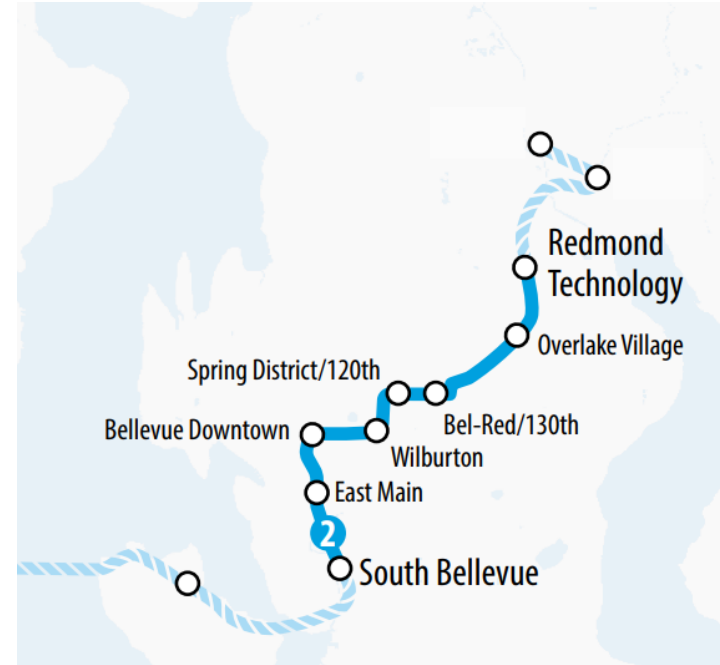 Redmond
Technology
Overlake Village
Spring District/120th
Bel-Red/130th
Bellevue Downtown
Wilburton
East Main
2
South Bellevue